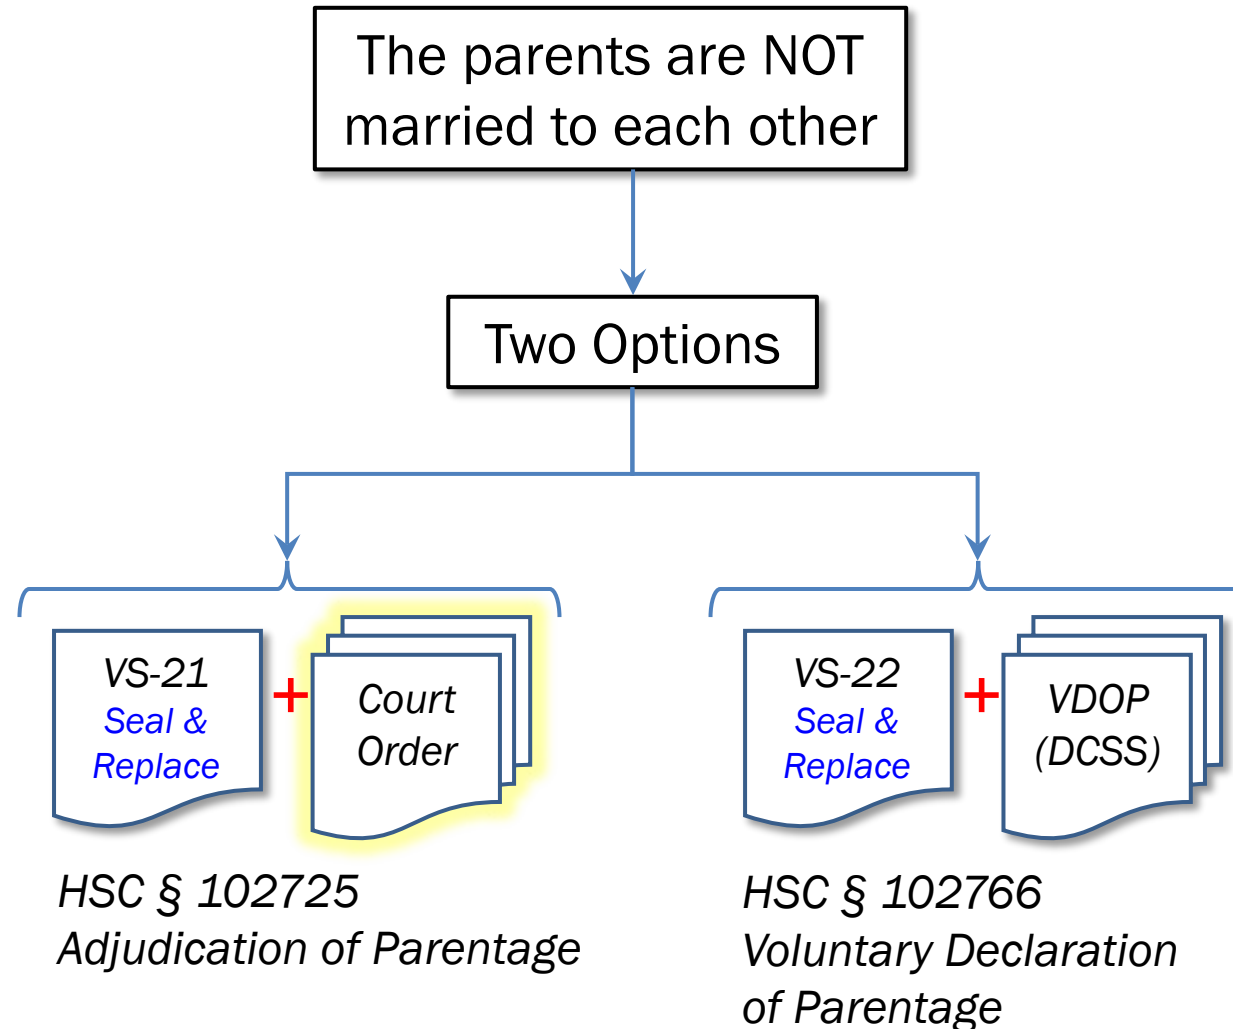 The parents are NOT
married to each other
Two Options
VS-21
Seal &
Replace
+
Court
Order
HSC § 102725
Adjudication of Parentage
VS-22
Seal &
Replace
+
VDOP
(DCSS)
HSC § 102766
Voluntary Declaration
of Parentage